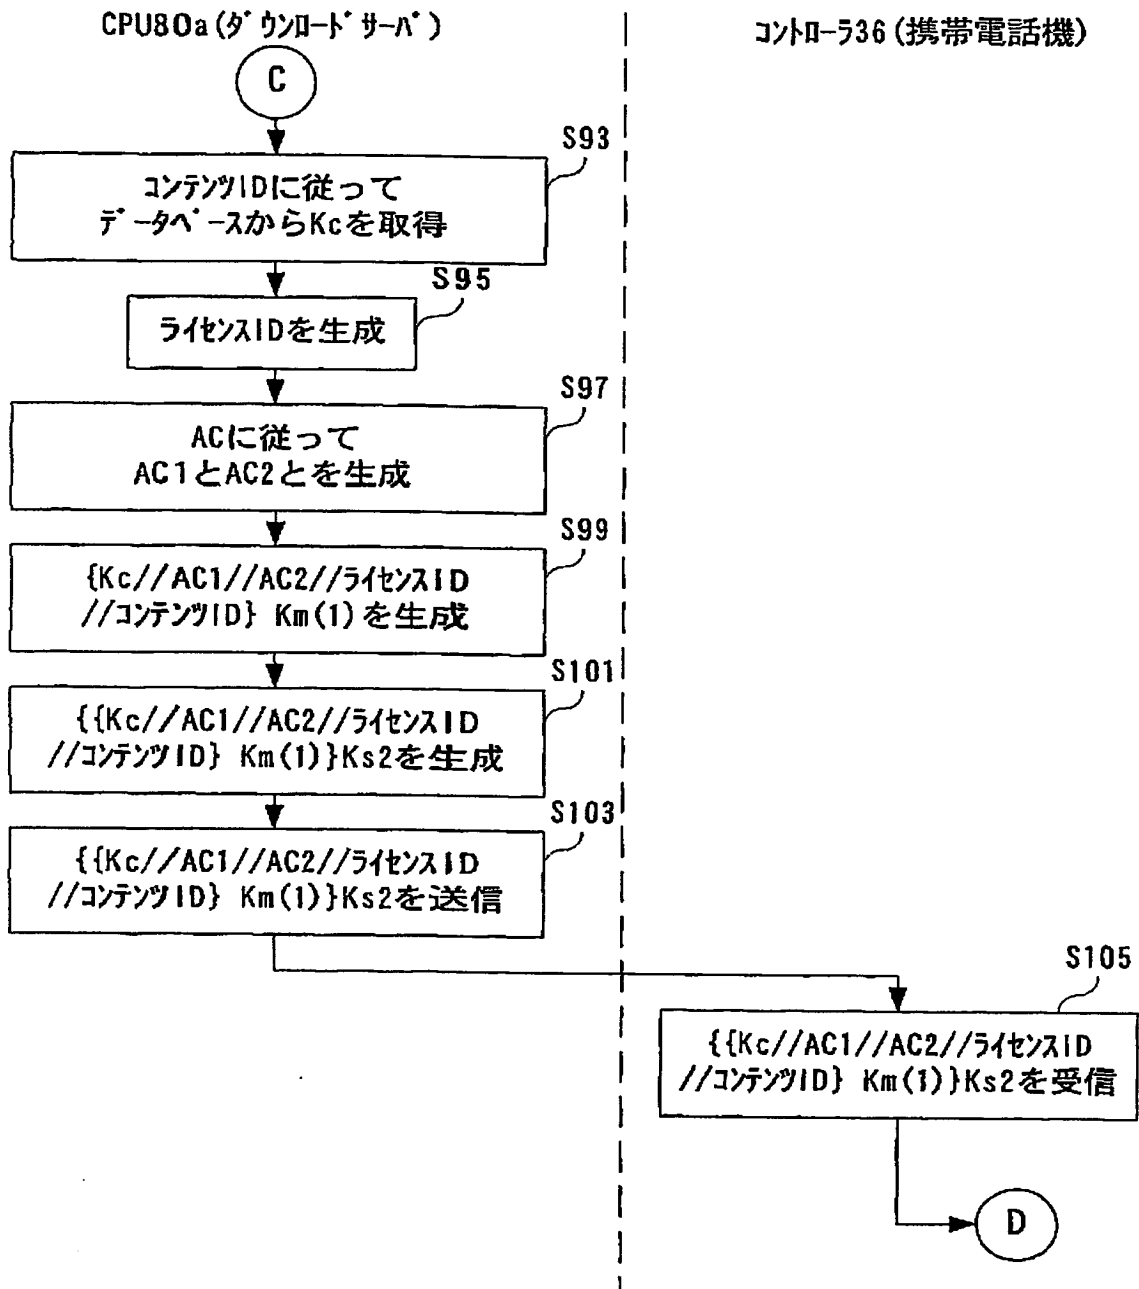 CPU80a(ﾀﾞｳﾝﾛｰﾄﾞｻｰﾊﾞ)
ｺﾝﾄﾛｰﾗ36(携帯電話機)
C
S93
ｺﾝﾃﾝﾂIDに従って
ﾃﾞｰﾀﾍﾞｰｽからKcを取得
S95
ﾗｲｾﾝｽIDを生成
S97
ACに従って
AC1とAC2とを生成
S99
{Kc//AC1//AC2//ﾗｲｾﾝｽID
//ｺﾝﾃﾝﾂID} Km(1)を生成
S101
{{Kc//AC1//AC2//ﾗｲｾﾝｽID
//ｺﾝﾃﾝﾂID} Km(1)}Ks2を生成
S103
{{Kc//AC1//AC2//ﾗｲｾﾝｽID
//ｺﾝﾃﾝﾂID} Km(1)}Ks2を送信
S105
{{Kc//AC1//AC2//ﾗｲｾﾝｽID
//ｺﾝﾃﾝﾂID} Km(1)}Ks2を受信
D